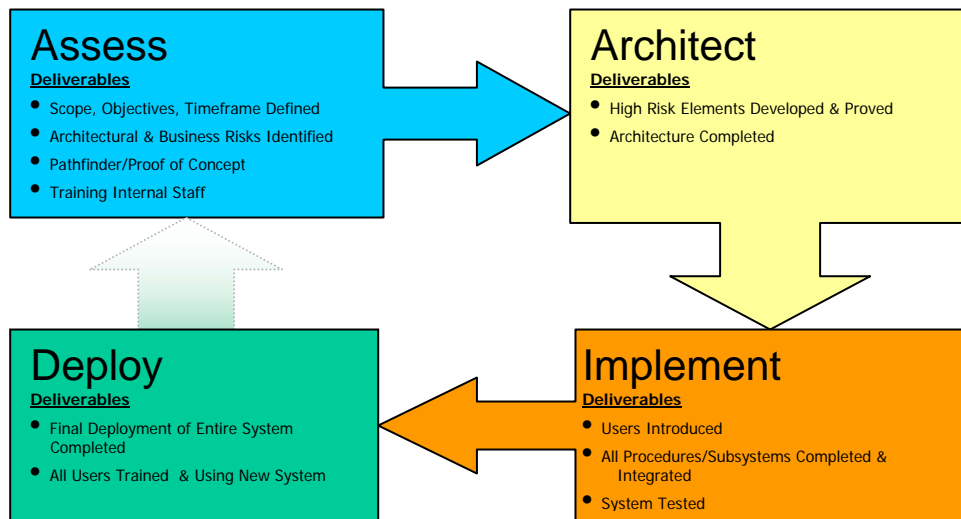 Assess
Deliverables
• Scope, Objectives, Timeframe Defined
• Architectural & Business Risks Identified
• Pathfinder/Proof of Concept
• Training Internal Staff
Architect
Deliverables
• High Risk Elements Developed & Proved
• Architecture Completed
Deploy
Deliverables
• Final Deployment of Entire System
Completed
• All Users Trained & Using New System
Implement
Deliverables
• Users Introduced
• All Procedures/Subsystems Completed &
Integrated
• System Tested